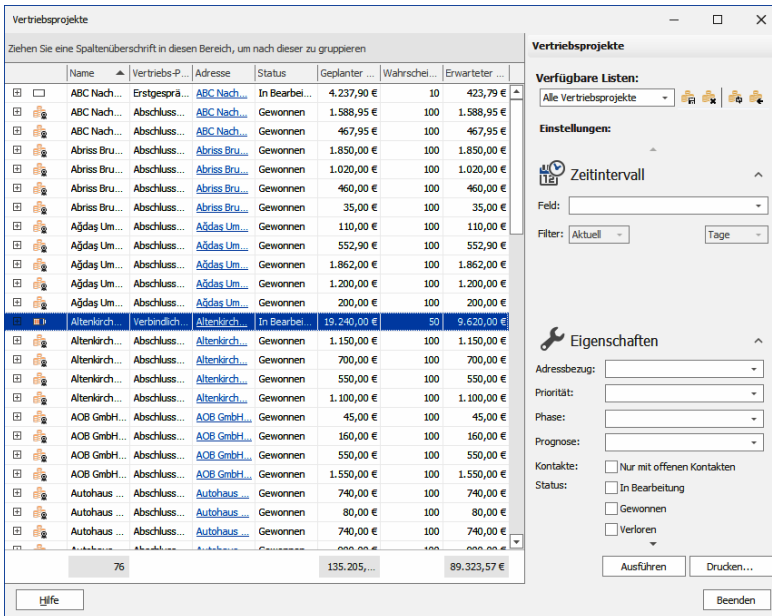 Vertriebsprojekte
Ziehen Sie eine Spaltenüberschrift in diesen Bereich, um nach dieser zu gruppieren
Name Vertriebs-P... Adresse Status Geplanter ... Wahrschei... Erwarteter ...
ABC Nach... Erstgesprä... ABC Nach... In Bearbei... 4.237,90 € 10 423,79 €
ABC Nach... Abschluss... ABC Nach... Gewonnen 1.588,95 € 100 1.588,95 €
ABC Nach... Abschluss... ABC Nach... Gewonnen 467,95 € 100 467,95 €
Abriss Bru... Abschluss... Abriss Bru... Gewonnen 1.850,00 € 100 1.850,00 €
Abriss Bru... Abschluss... Abriss Bru... Gewonnen 1.020,00 € 100 1.020,00 €
Abriss Bru... Abschluss... Abriss Bru... Gewonnen 460,00 € 100 460,00 €
Abriss Bru... Abschluss... Abriss Bru... Gewonnen 35,00 € 100 35,00 €
Ağdaş Um... Abschluss... Ağdaş Um... Gewonnen 110,00 € 100 110,00 €
Ağdaş Um... Abschluss... Ağdaş Um... Gewonnen 552,90 € 100 552,90 €
Ağdaş Um... Abschluss... Ağdaş Um... Gewonnen 1.862,00 € 100 1.862,00 €
Ağdaş Um... Abschluss... Ağdaş Um... Gewonnen 1.200,00 € 100 1.200,00 €
Ağdaş Um... Abschluss... Ağdaş Um... Gewonnen 200,00 € 100 200,00 €
Altenkirch... Verbindlich... Altenkirch... In Bearbei... 19.240,00 € 50 9.620,00 €
Altenkirch... Abschluss... Altenkirch... Gewonnen 1.150,00 € 100 1.150,00 €
Altenkirch... Abschluss... Altenkirch... Gewonnen 700,00 € 100 700,00 €
Altenkirch... Abschluss... Altenkirch... Gewonnen 550,00 € 100 550,00 €
Altenkirch... Abschluss... Altenkirch... Gewonnen 1.100,00 € 100 1.100,00 €
AOB GmbH... Abschluss... AOB GmbH... Gewonnen 45,00 € 100 45,00 €
AOB GmbH... Abschluss... AOB GmbH... Gewonnen 160,00 € 100 160,00 €
AOB GmbH... Abschluss... AOB GmbH... Gewonnen 550,00 € 100 550,00 €
AOB GmbH... Abschluss... AOB GmbH... Gewonnen 1.550,00 € 100 1.550,00 €
Autohaus ... Abschluss... Autohaus ... Gewonnen 740,00 € 100 740,00 €
Autohaus ... Abschluss... Autohaus ... Gewonnen 80,00 € 100 80,00 €
Autohaus ... Abschluss... Autohaus ... Gewonnen 740,00 € 100 740,00 €
76 135.205,... 89.323,57 €
Hilfe
Vertriebsprojekte
Verfügbare Listen:
Alle Vertriebsprojekte
Einstellungen:
12 Zeitintervall
Feld:
Filter: Aktuell Tage
Eigenschaften
Adressbezug:
Priorität:
Phase:
Prognose:
Kontakte: Nur mit offenen Kontakten
Status: In Bearbeitung
Gewonnen
Verloren
Ausführen Drucken...
Beenden